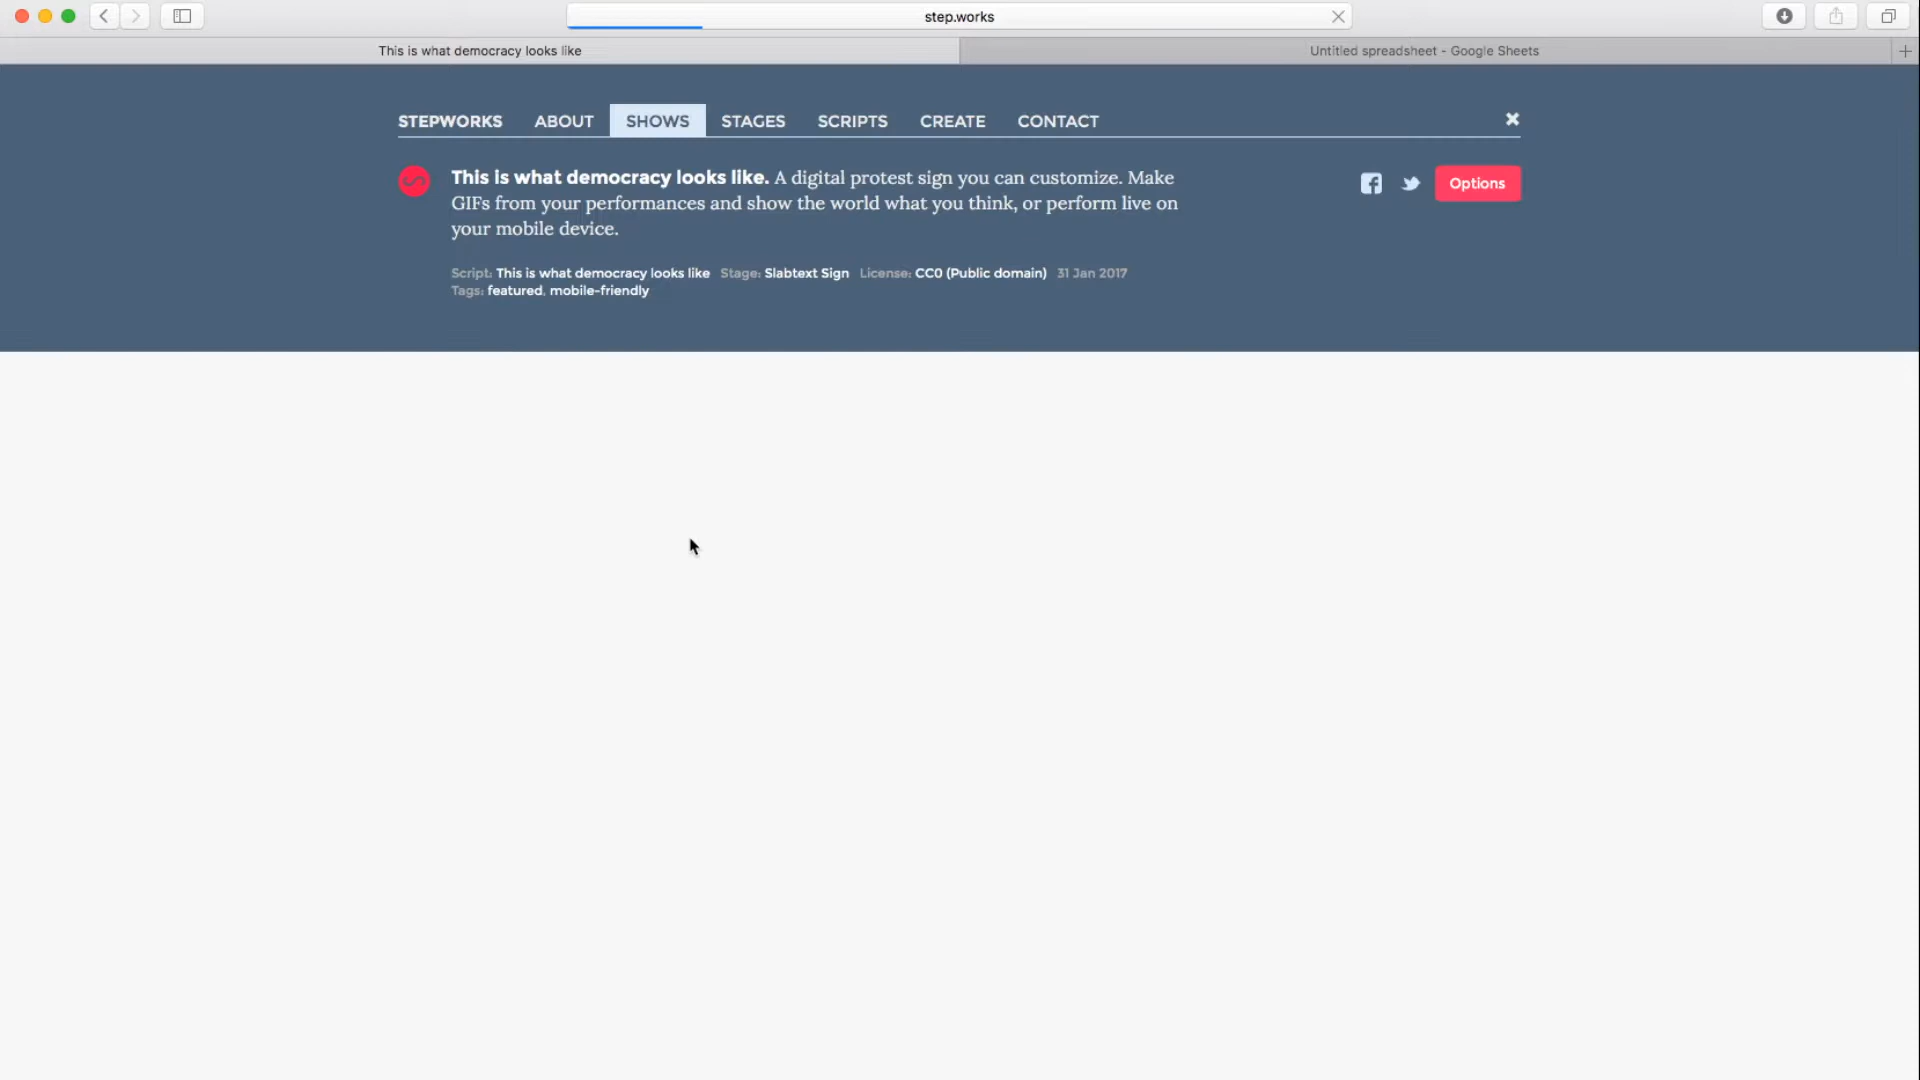 step.works
This is what democracy looks like
Untitled spreadsheet - Google Sheets
STEPWORKS ABOUT SHOWS STAGES SCRIPTS CREATE CONTACT
This is what democracy looks like. A digital protest sign you can customize. Make
GIFs from your performances and show the world what you think, or perform live on
your mobile device.
Options
Script: This is what democracy looks like Stage: Slabtext Sign License: CC0 (Public domain) 31 Jan 2017
Tags: featured, mobile-friendly